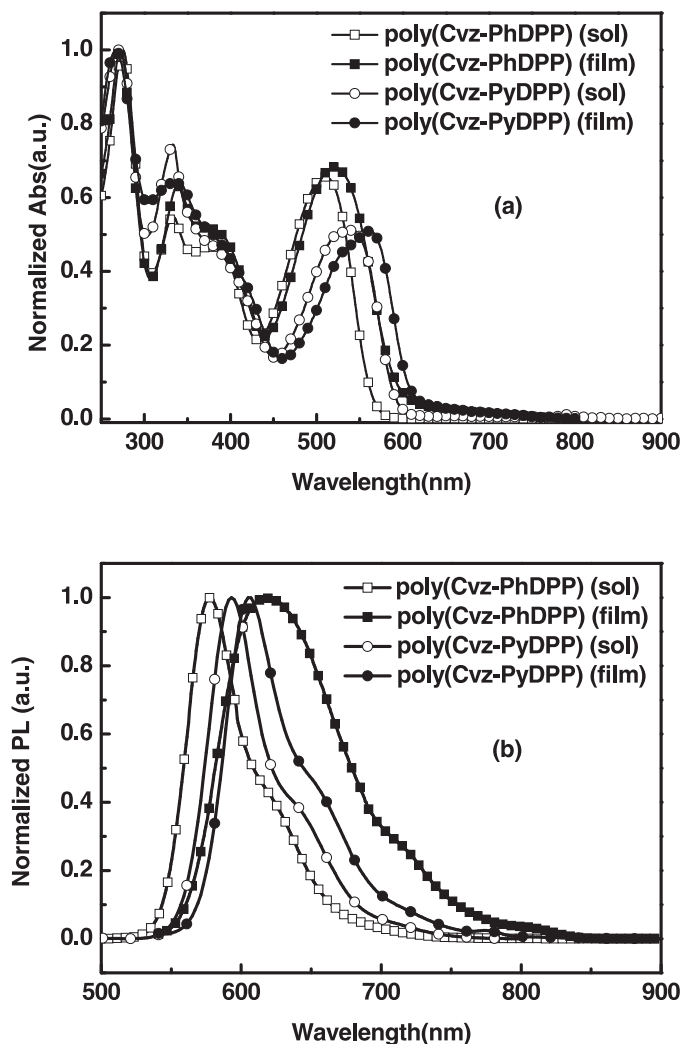 1.0
0.8
0.6
0.4
0.2
0.0
Normalized Abs(a.u.)
poly(Cvz-PhDPP) (sol)
poly(Cvz-PhDPP) (film)
poly(Cvz-PyDPP) (sol)
poly(Cvz-PyDPP) (film)
(a)
300 400 500 600 700 800 900
Wavelength(nm)
1.0
0.8
0.6
0.4
0.2
0.0
Normalized PL (a.u.)
poly(Cvz-PhDPP) (sol)
poly(Cvz-PhDPP) (film)
poly(Cvz-PyDPP) (sol)
poly(Cvz-PyDPP) (film)
(b)
500 600 700 800 900
Wavelength(nm)